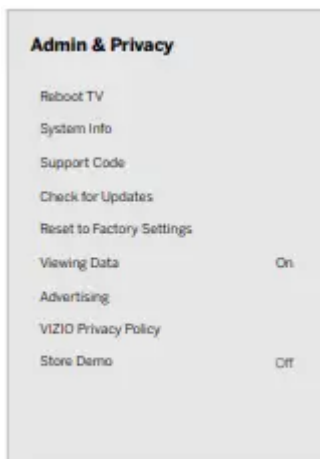 Admin & Privacy
Reboot TV
System Info
Support Code
Check for Updates
Reset to Factory Settings
Viewing Data On
Advertising
VIZIO Privacy Policy
Store Demo Off